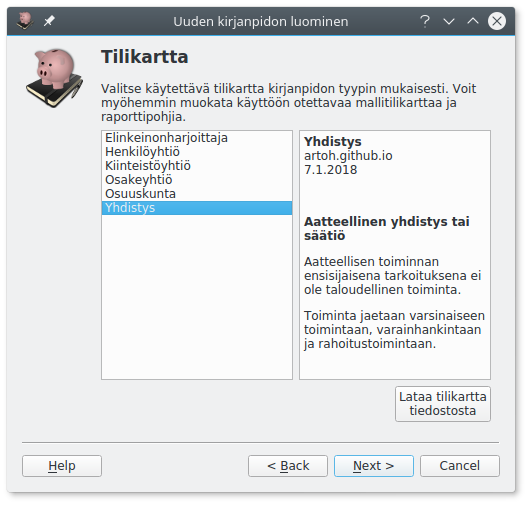 Uuden kirjanpidon luominen
Tilikartta
Valitse käytettävä tilikartta kirjanpidon tyypin mukaisesti. Voit
myöhemmin muokata käyttöön otettavaa mallitilikarttaa ja
raporttipohjia.
Elinkeinonharjoittaja
Henkilöyhtiö
Kiinteistöyhtiö
Osakeyhtiö
Osuuskunta
Yhdistys
Yhdistys
artoh.github.io
7.1.2018
Aatteellinen yhdistys tai
säätiö
Aatteellisen toiminnan
ensisijaisena tarkoituksena ei
ole taloudellinen toiminta.
Toiminta jaetaan varsinaiseen
toimintaan, varainhankintaan
ja rahoitustoimintaan.
Lataa tilikartta
tiedostosta
Help
< Back
Next >
Cancel